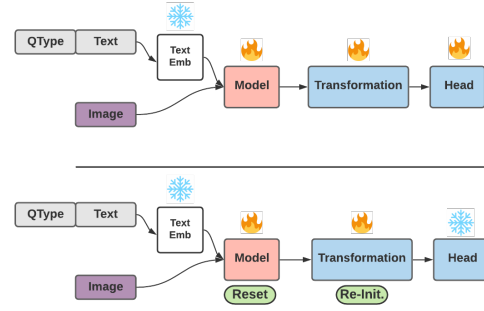 QType Text
Text
Emb
Image
Model
Transformation
Head
QType Text
Text
Emb
Image
Model
Transformation
Head
Reset
Re-Init.